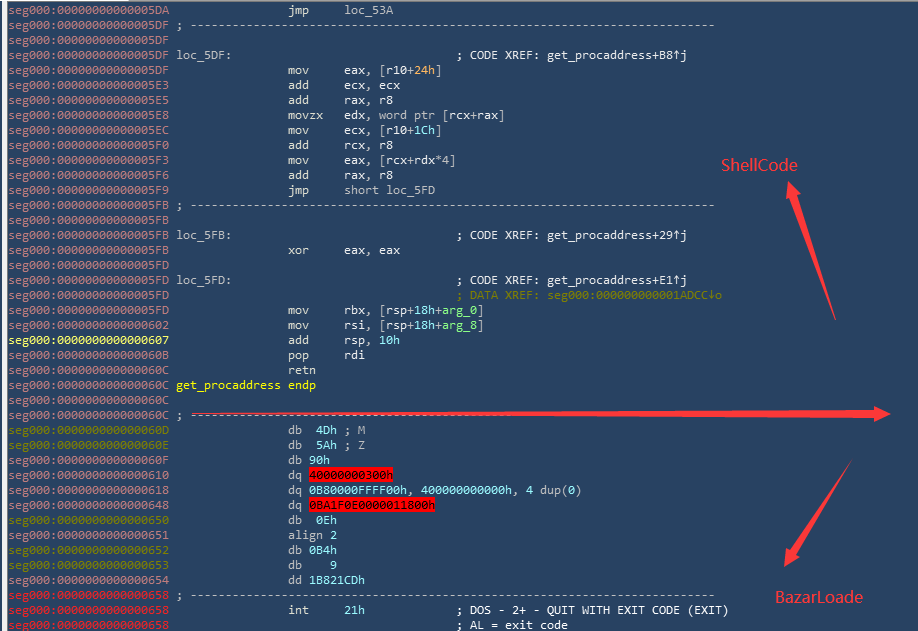 seg000:00000000000005DA jmp loc_53A
seg000:00000000000005DF ; ---------------------------------------------------------------------------
seg000:00000000000005DF
seg000:00000000000005DF loc_5DF: ; CODE XREF: get_procaddress+B8↑j
seg000:00000000000005DF mov eax, [r10+24h]
seg000:00000000000005E3 add ecx, ecx
seg000:00000000000005E5 add rax, r8
seg000:00000000000005E8 movzx edx, word ptr [rcx+rax]
seg000:00000000000005EC mov ecx, [r10+1Ch]
seg000:00000000000005F0 add rcx, r8
seg000:00000000000005F3 mov eax, [rcx+rdx*4]
seg000:00000000000005F6 add rax, r8
seg000:00000000000005F9 jmp short loc_5FD
ShellCode
seg000:00000000000005FB ; ---------------------------------------------------------------------------
seg000:00000000000005FB
seg000:00000000000005FB loc_5FB: ; CODE XREF: get_procaddress+29↑j
seg000:00000000000005FB xor eax, eax
seg000:00000000000005FD
seg000:00000000000005FD loc_5FD: ; CODE XREF: get_procaddress+E1↑j
seg000:00000000000005FD ; DATA XREF: seg000:000000000001ADCC↓o
seg000:00000000000005FD mov rbx, [rsp+18h+arg_0]
seg000:0000000000000602 mov rsi, [rsp+18h+arg_8]
seg000:0000000000000607 add rsp, 10h
seg000:000000000000060B pop rdi
seg000:000000000000060C retn
seg000:000000000000060C get_procaddress endp
seg000:000000000000060C
seg000:000000000000060C ; ---------------------------------------------------------------------------
seg000:000000000000060D db 4Dh ; M
seg000:000000000000060E db 5Ah ; Z
seg000:000000000000060F db 90h
seg000:0000000000000610 dq 40000000300h
seg000:0000000000000618 dq 0B80000FFFF00h, 400000000000h, 4 dup(0)
seg000:0000000000000648 dq 0BA1F0E0000011800h
seg000:0000000000000650 db 0Eh
seg000:0000000000000651 align 2
seg000:0000000000000652 db 0B4h
seg000:0000000000000653 db 9
seg000:0000000000000654 dd 1B821CDh
seg000:0000000000000658 ; ---------------------------------------------------------------------------
BazarLoade
seg000:0000000000000658 int 21h ; DOS - 2+ - QUIT WITH EXIT CODE (EXIT)
seg000:0000000000000658 ; AL = exit code